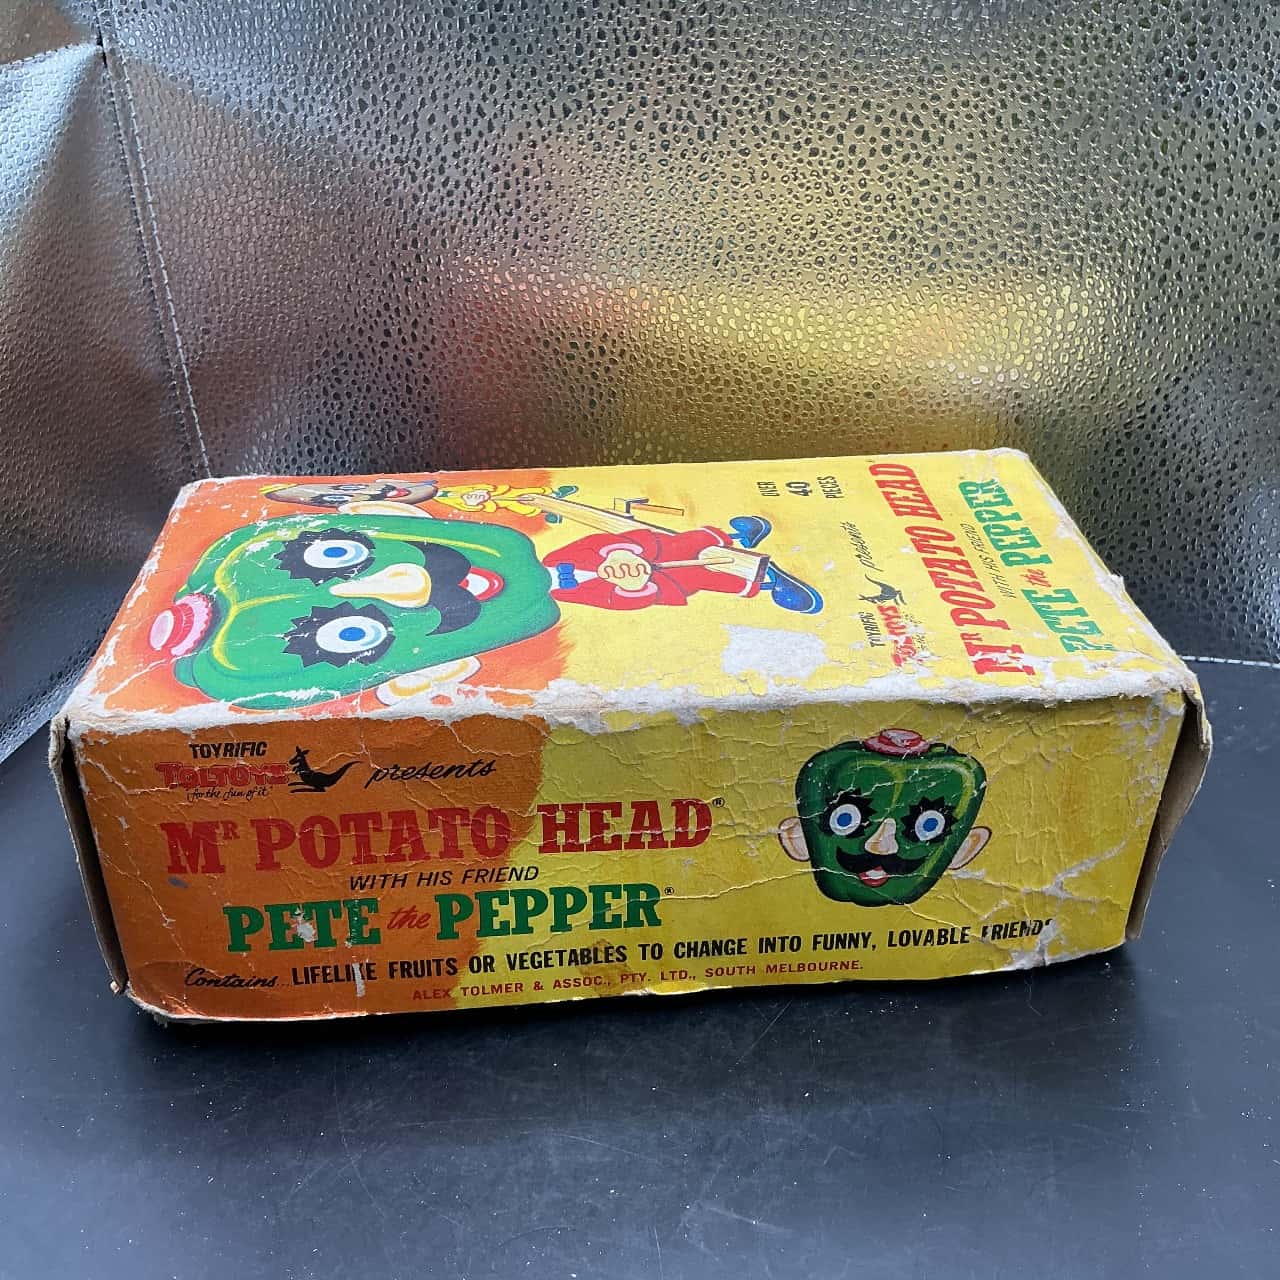 OVER
40
PIECES
TOYRIFIC
TOLTOYS presents
MR POTATO HEAD
WITH HIS FRIEND
PETE the PEPPER®
TOYRIFIC
TOLTOYS presents
"for the fun of it"
MR POTATO HEAD®
WITH HIS FRIEND
PETE the PEPPER®
Contains... LIFELIKE FRUITS OR VEGETABLES TO CHANGE INTO FUNNY, LOVABLE FRIENDS
ALEX TOLMER & ASSOC., PTY. LTD., SOUTH MELBOURNE.